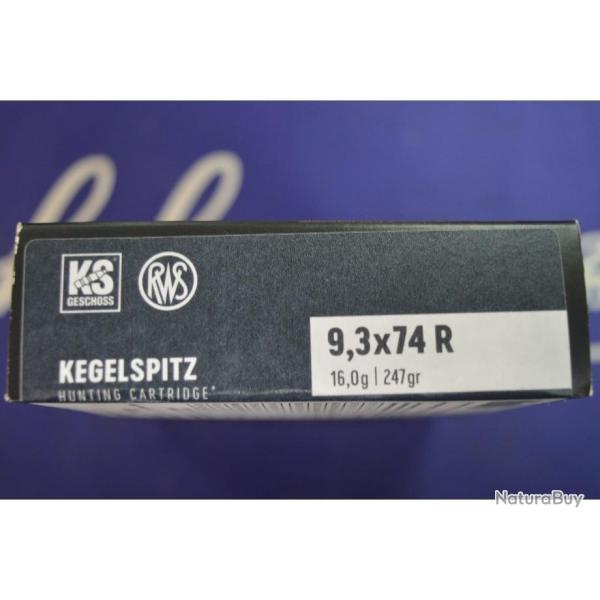 KS
GESCHOSS
RWS
9,3x74 R
16,0g | 247gr
KEGELSPITZ
HUNTING CARTRIDGE*
NaturaBuy